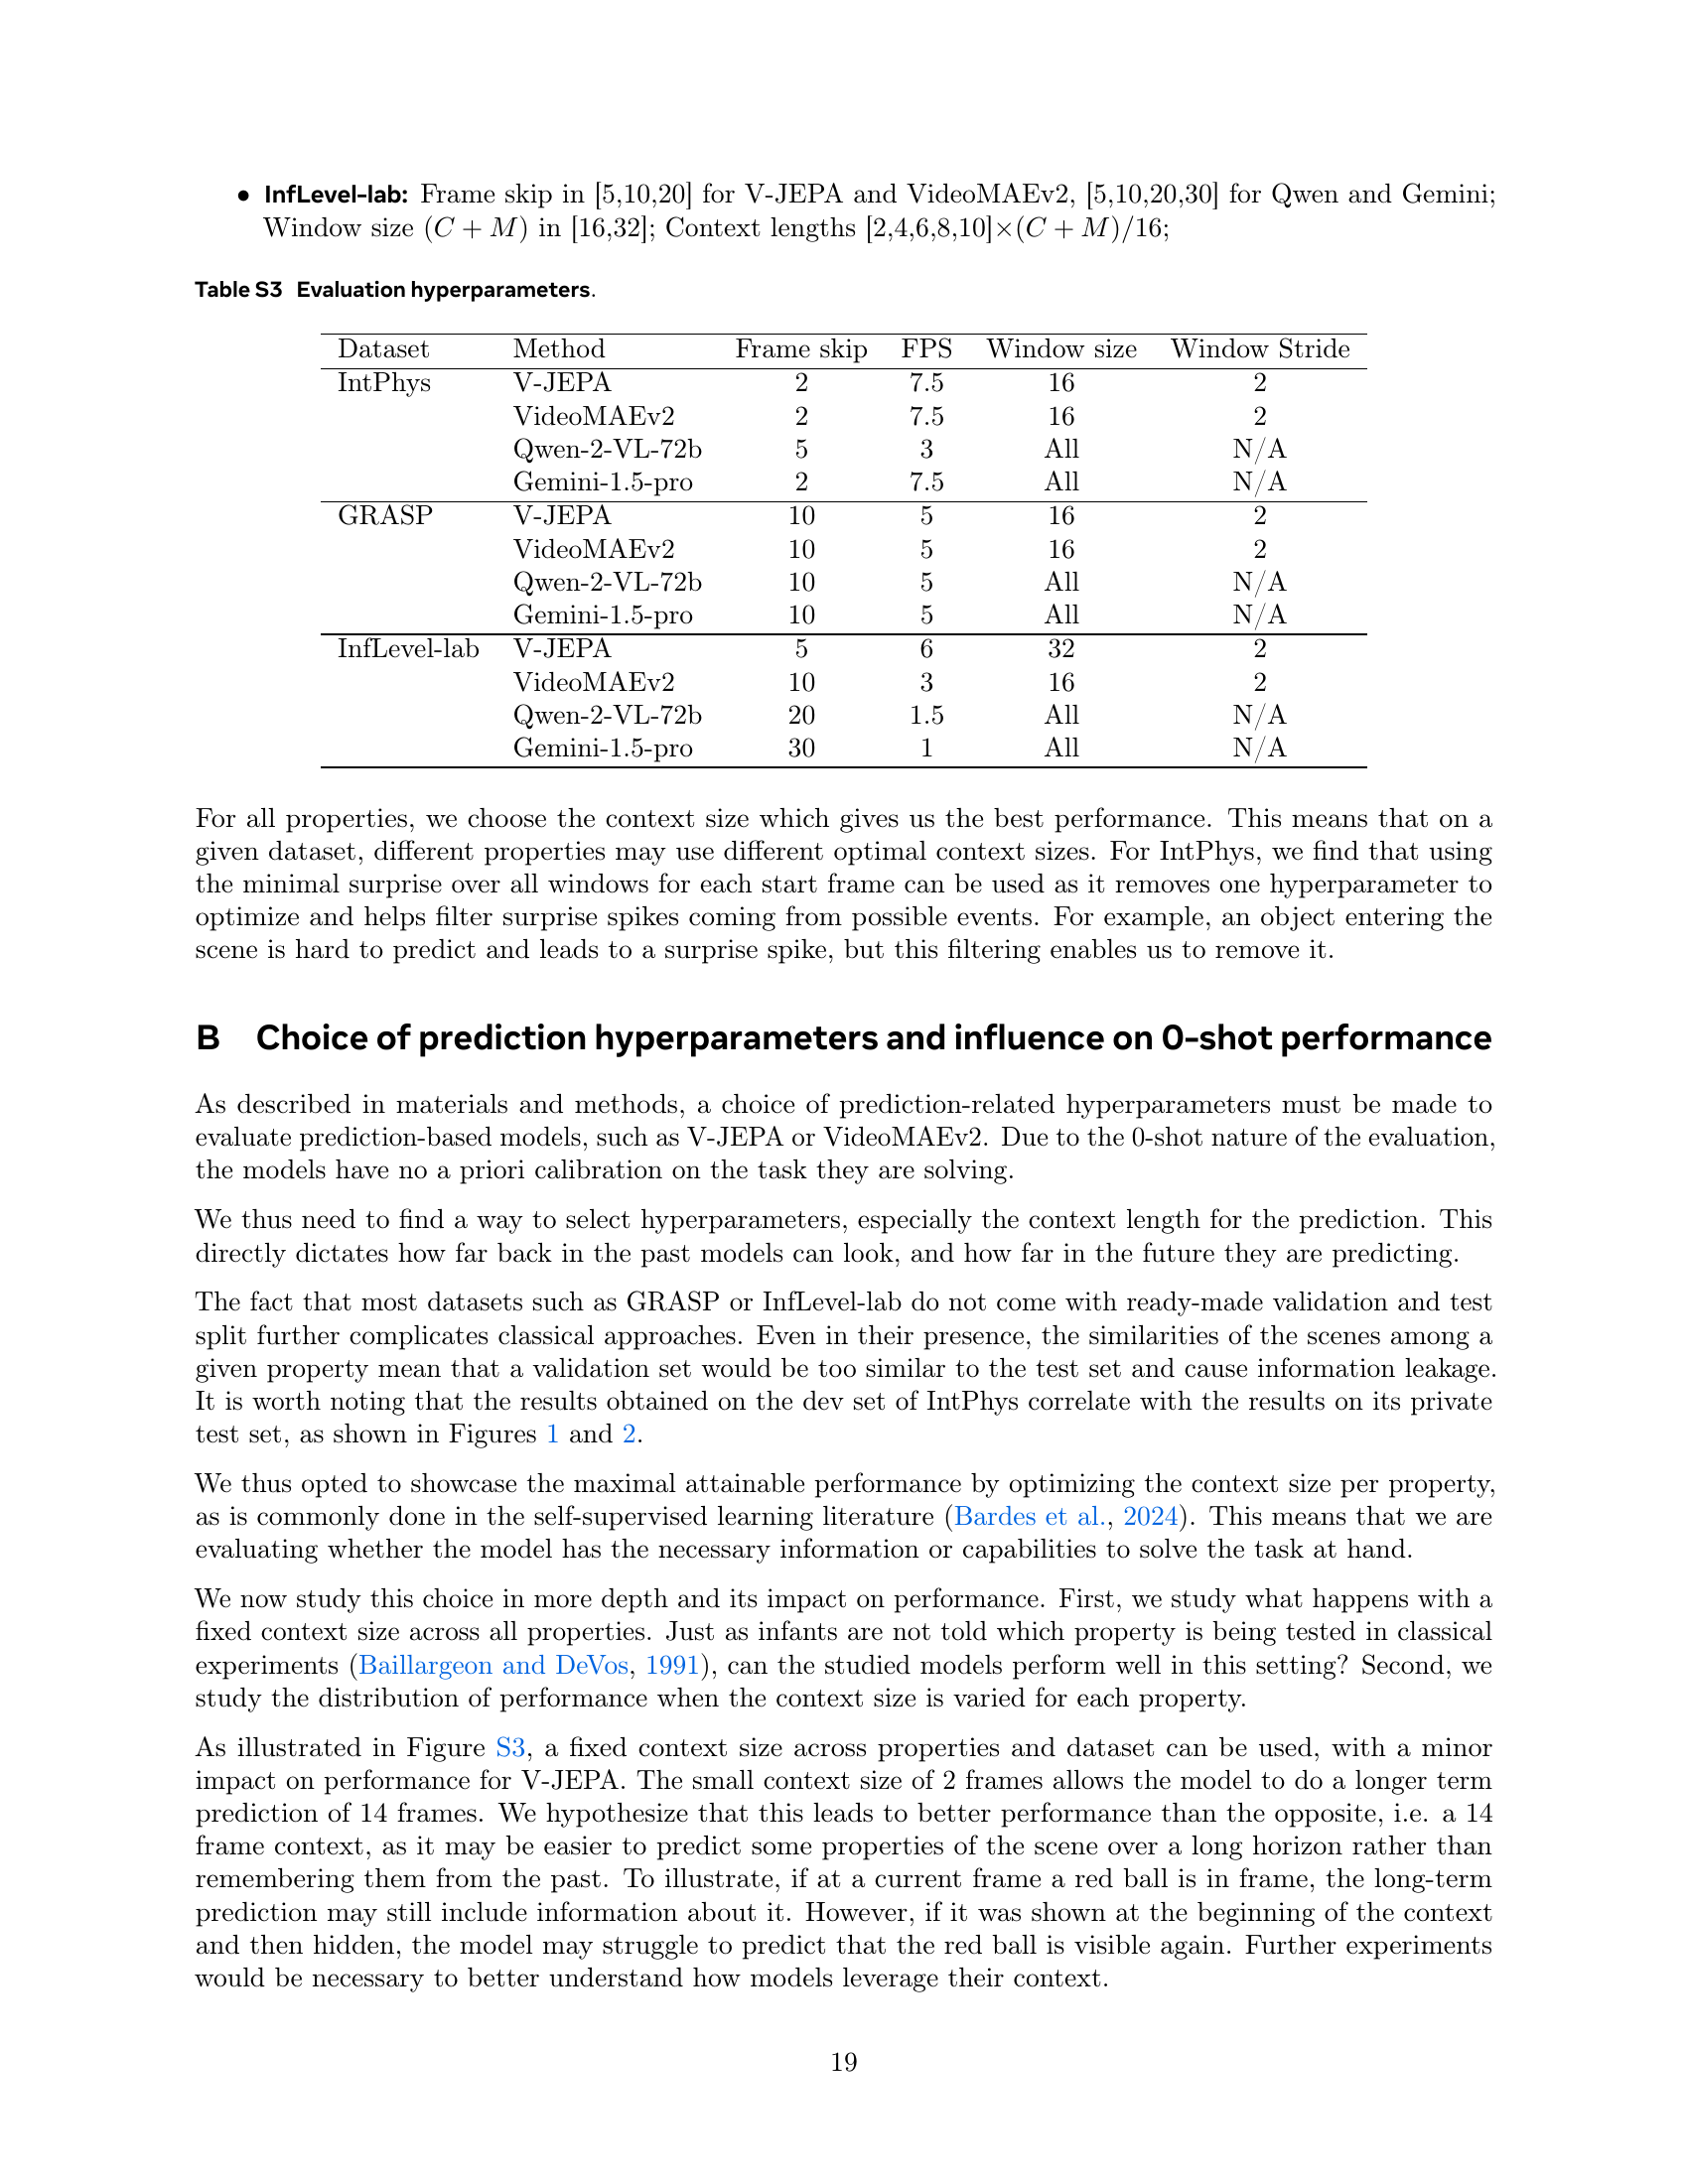 • InfLevel-lab: Frame skip in [5,10,20] for V-JEPA and VideoMAEv2, [5,10,20,30] for Qwen and Gemini;
Window size (C + M) in [16,32]; Context lengths [2,4,6,8,10]×(C + M)/16;
Table S3 Evaluation hyperparameters.
Dataset Method Frame skip FPS Window size Window Stride
IntPhys V-JEPA 2 7.5 16 2
VideoMAEv2 2 7.5 16 2
Qwen-2-VL-72b 5 3 All N/A
Gemini-1.5-pro 2 7.5 All N/A
GRASP V-JEPA 10 5 16 2
VideoMAEv2 10 5 16 2
Qwen-2-VL-72b 10 5 All N/A
Gemini-1.5-pro 10 5 All N/A
InfLevel-lab V-JEPA 5 6 32 2
VideoMAEv2 10 3 16 2
Qwen-2-VL-72b 20 1.5 All N/A
Gemini-1.5-pro 30 1 All N/A
For all properties, we choose the context size which gives us the best performance. This means that on a
given dataset, different properties may use different optimal context sizes. For IntPhys, we find that using
the minimal surprise over all windows for each start frame can be used as it removes one hyperparameter to
optimize and helps filter surprise spikes coming from possible events. For example, an object entering the
scene is hard to predict and leads to a surprise spike, but this filtering enables us to remove it.
B Choice of prediction hyperparameters and influence on 0-shot performance
As described in materials and methods, a choice of prediction-related hyperparameters must be made to
evaluate prediction-based models, such as V-JEPA or VideoMAEv2. Due to the 0-shot nature of the evaluation,
the models have no a priori calibration on the task they are solving.
We thus need to find a way to select hyperparameters, especially the context length for the prediction. This
directly dictates how far back in the past models can look, and how far in the future they are predicting.
The fact that most datasets such as GRASP or InfLevel-lab do not come with ready-made validation and test
split further complicates classical approaches. Even in their presence, the similarities of the scenes among a
given property mean that a validation set would be too similar to the test set and cause information leakage.
It is worth noting that the results obtained on the dev set of IntPhys correlate with the results on its private
test set, as shown in Figures 1 and 2.
We thus opted to showcase the maximal attainable performance by optimizing the context size per property,
as is commonly done in the self-supervised learning literature (Bardes et al., 2024). This means that we are
evaluating whether the model has the necessary information or capabilities to solve the task at hand.
We now study this choice in more depth and its impact on performance. First, we study what happens with a
fixed context size across all properties. Just as infants are not told which property is being tested in classical
experiments (Baillargeon and DeVos, 1991), can the studied models perform well in this setting? Second, we
study the distribution of performance when the context size is varied for each property.
As illustrated in Figure S3, a fixed context size across properties and dataset can be used, with a minor
impact on performance for V-JEPA. The small context size of 2 frames allows the model to do a longer term
prediction of 14 frames. We hypothesize that this leads to better performance than the opposite, i.e. a 14
frame context, as it may be easier to predict some properties of the scene over a long horizon rather than
remembering them from the past. To illustrate, if at a current frame a red ball is in frame, the long-term
prediction may still include information about it. However, if it was shown at the beginning of the context
and then hidden, the model may struggle to predict that the red ball is visible again. Further experiments
would be necessary to better understand how models leverage their context.
19